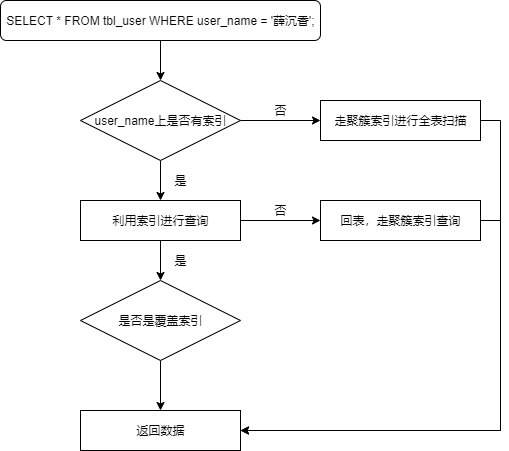 SELECT * FROM tbl_user WHERE user_name = '薛沉香';
user_name上是否有索引
否
走聚簇索引进行全表扫描
是
利用索引进行查询
否
回表，走聚簇索引查询
是
是否是覆盖索引
返回数据